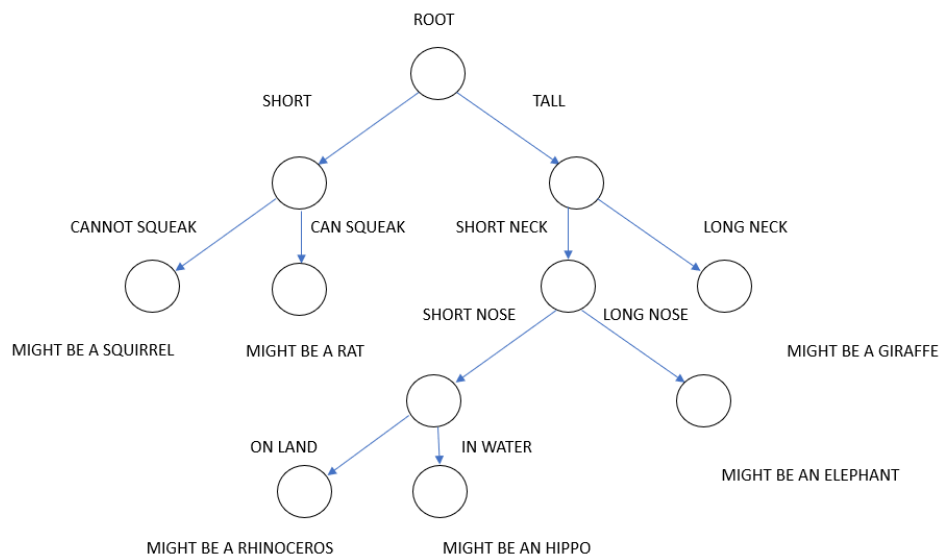 ROOT
SHORT
TALL
CANNOT SQUEAK
CAN SQUEAK
SHORT NECK
LONG NECK
SHORT NOSE
LONG NOSE
MIGHT BE A SQUIRREL
MIGHT BE A RAT
MIGHT BE A GIRAFFE
ON LAND
IN WATER
MIGHT BE AN ELEPHANT
MIGHT BE A RHINOCEROS
MIGHT BE AN HIPPO